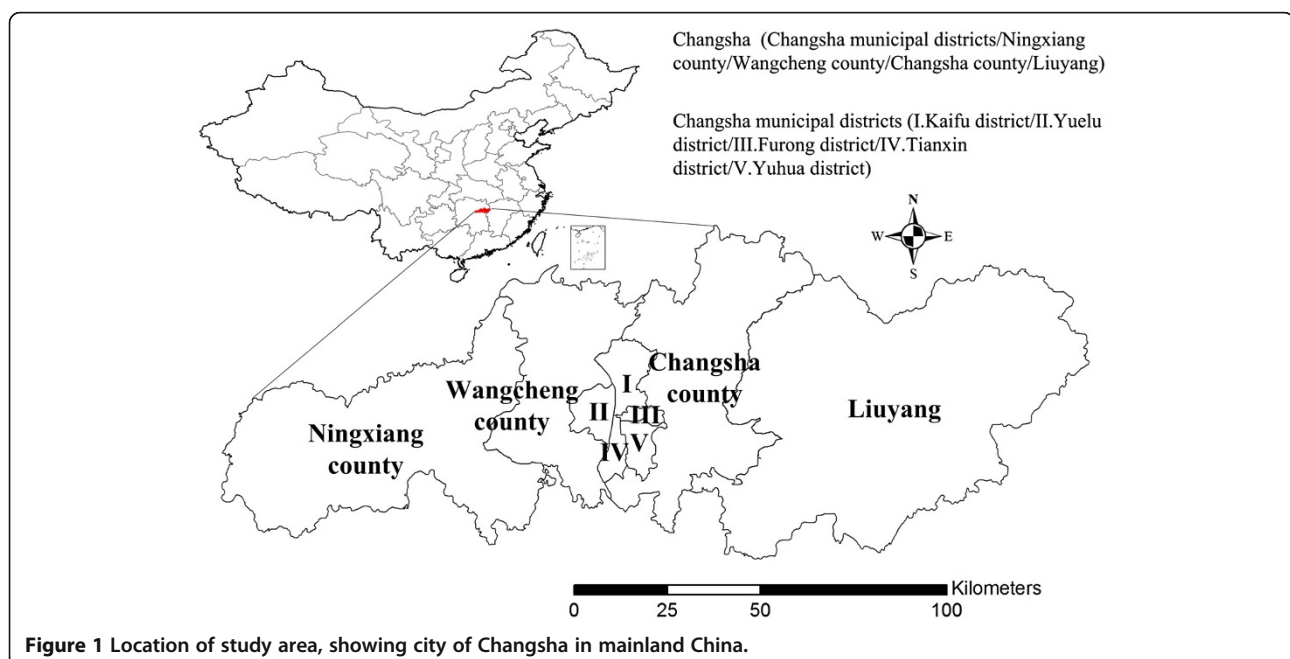 Changsha (Changsha municipal districts/Ningxiang
county/Wangcheng county/Changsha county/Liuyang)
Changsha municipal districts (I.Kaifu district/II.Yuelu
district/III.Furong district/IV.Tianxin
district/V.Yuhua district)
N
W
E
S
Changsha
county
Wangcheng
county
I
II
III
Liuyang
Ningxiang
county
IV
V
Kilometers
0
25
50
100
Figure 1 Location of study area, showing city of Changsha in mainland China.